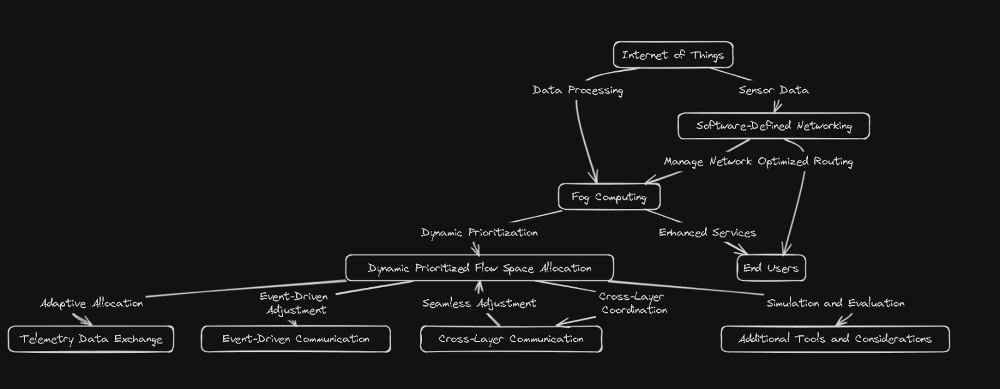 Internet of Things
Data Processing
Sensor Data
Software-Defined Networking
Manage Network
Optimized Routing
Fog Computing
Dynamic Prioritization
Enhanced Services
Dynamic Prioritized Flow Space Allocation
End Users
Adaptive Allocation
Event-Driven
Adjustment
Seamless Adjustment
Cross-Layer
Coordination
Simulation and Evaluation
Telemetry Data Exchange
Event-Driven Communication
Cross-Layer Communication
Additional Tools and Considerations